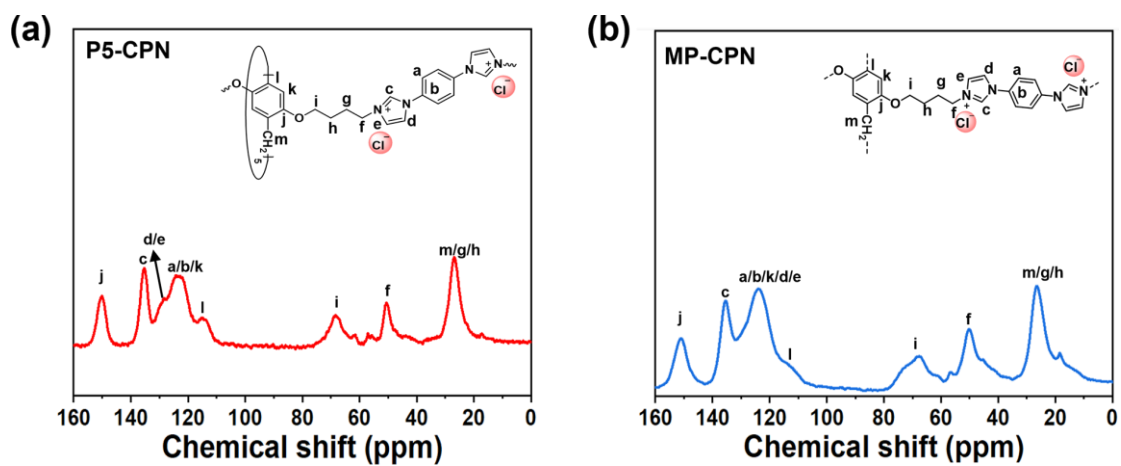 (a)
P5-CPN
O
l
k
j
O
m
CH2
5
i
h
g
f
N
+
c
e
d
N
a
b
N
N
+
Cl−
Cl−
j
c
d/e
a/b/k
l
i
f
m/g/h
160 140 120 100 80 60 40 20 0
Chemical shift (ppm)
(b)
MP-CPN
O
l
k
j
O
m
CH2
i
h
g
f
N
+
e
d
c
N
a
b
N
N
+
Cl−
Cl−
j
c
a/b/k/d/e
l
i
f
m/g/h
160 140 120 100 80 60 40 20 0
Chemical shift (ppm)